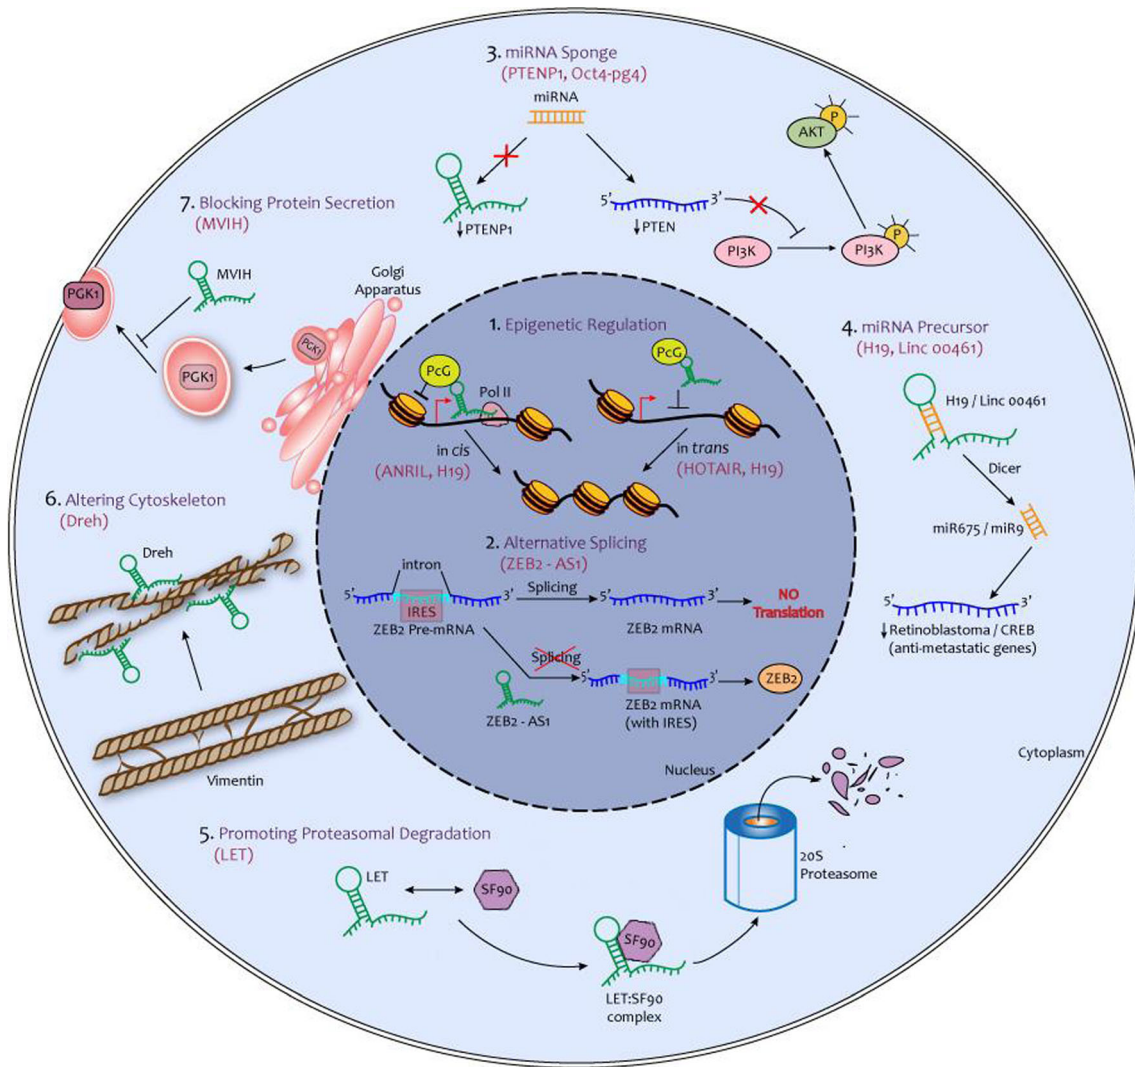 3. miRNA Sponge
(PTENP1, Oct4-pg4)
miRNA
↓PTENP1
5’ 3’
↓PTEN
PI3K
PI3K
P
AKT
P
7. Blocking Protein Secretion
(MVIH)
MVIH
PGK1
PGK1
PGK1
Golgi
Apparatus
1. Epigenetic Regulation
PcG
Pol II
in cis
(ANRIL, H19)
PcG
in trans
(HOTAIR, H19)
4. miRNA Precursor
(H19, Linc 00461)
H19 / Linc 00461
Dicer
miR675 / miR9
5’ 3’
↓ Retinoblastoma / CREB
(anti-metastatic genes)
6. Altering Cytoskeleton
(Dreh)
Dreh
Vimentin
2. Alternative Splicing
(ZEB2 - AS1)
intron
5’ 3’
IRES
ZEB2 Pre-mRNA
Splicing
5’ 3’
ZEB2 mRNA
NO
Translation
Splicing
ZEB2 - AS1
5’ 3’
ZEB2 mRNA
(with IRES)
ZEB2
Nucleus
Cytoplasm
5. Promoting Proteasomal Degradation
(LET)
LET
SF90
SF90
LET:SF90
complex
20S
Proteasome